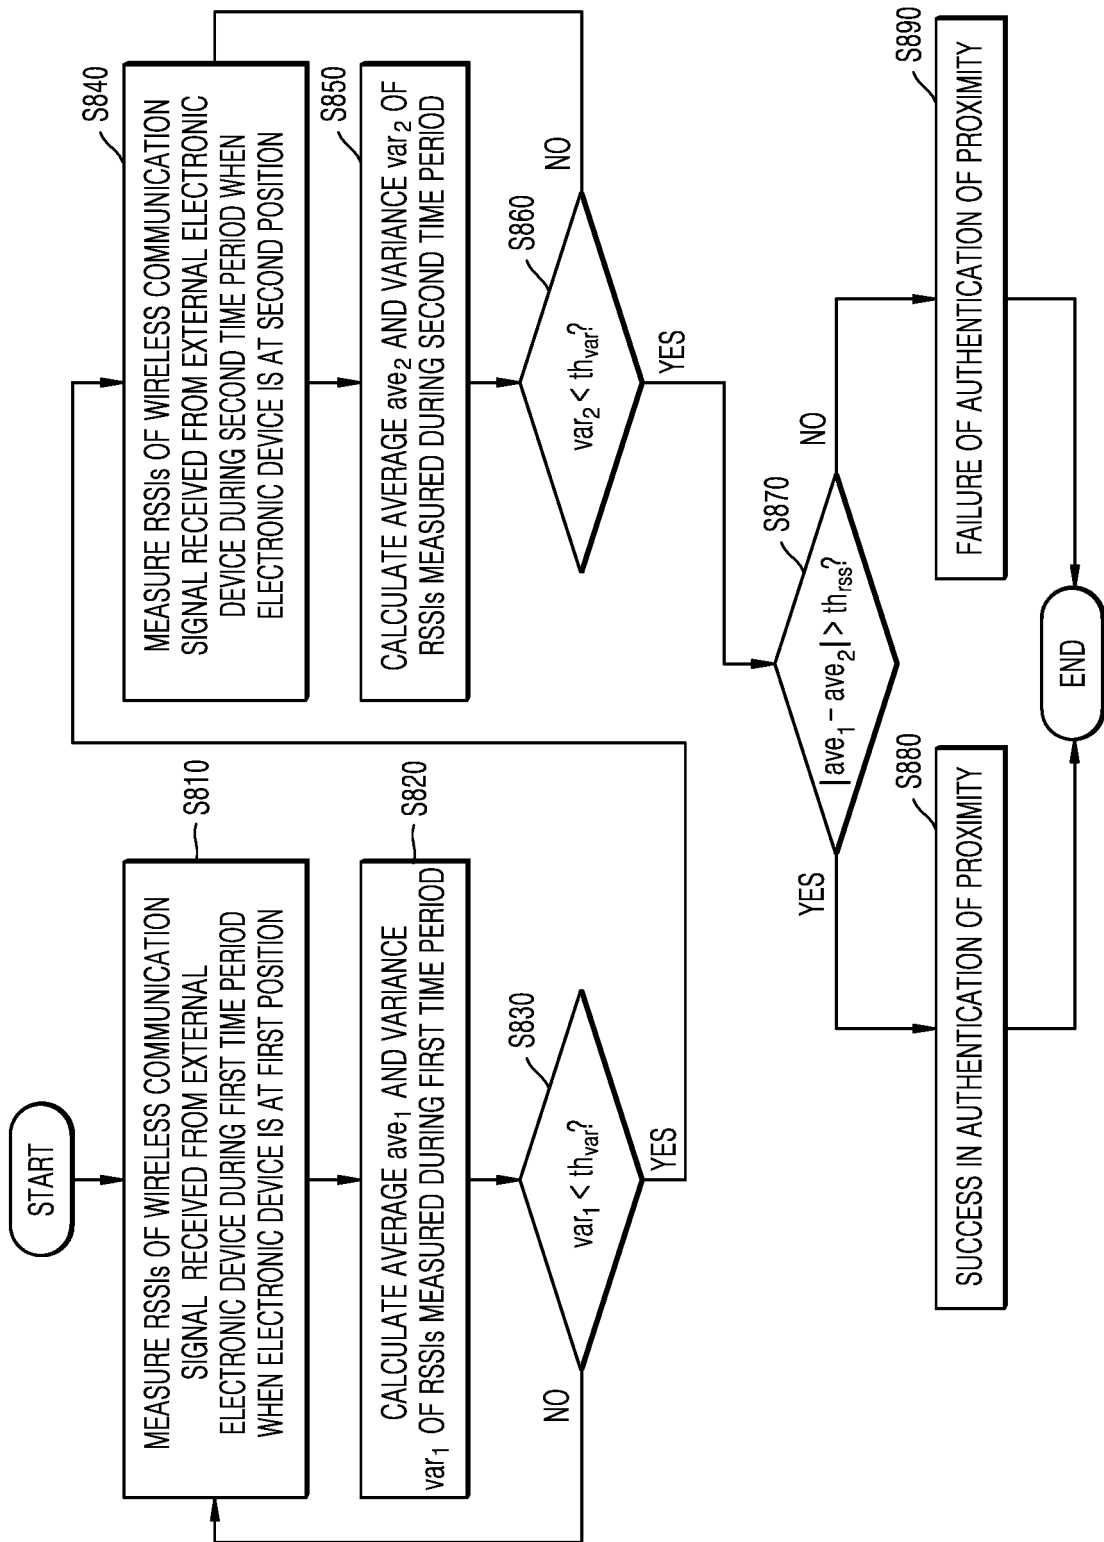 START
MEASURE RSSIs OF WIRELESS COMMUNICATION
SIGNAL RECEIVED FROM EXTERNAL
ELECTRONIC DEVICE DURING FIRST TIME PERIOD
WHEN ELECTRONIC DEVICE IS AT FIRST POSITION
S810
CALCULATE AVERAGE ave1 AND VARIANCE
var1 OF RSSIs MEASURED DURING FIRST TIME PERIOD
S820
var1 < thvar?
S830
NO
YES
MEASURE RSSIs OF WIRELESS COMMUNICATION
SIGNAL RECEIVED FROM EXTERNAL ELECTRONIC
DEVICE DURING SECOND TIME PERIOD WHEN
ELECTRONIC DEVICE IS AT SECOND POSITION
S840
CALCULATE AVERAGE ave2 AND VARIANCE var2 OF
RSSIs MEASURED DURING SECOND TIME PERIOD
S850
var2 < thvar?
S860
NO
YES
|ave1 – ave2| > thrss?
S870
YES
NO
SUCCESS IN AUTHENTICATION OF PROXIMITY
S880
FAILURE OF AUTHENTICATION OF PROXIMITY
S890
END